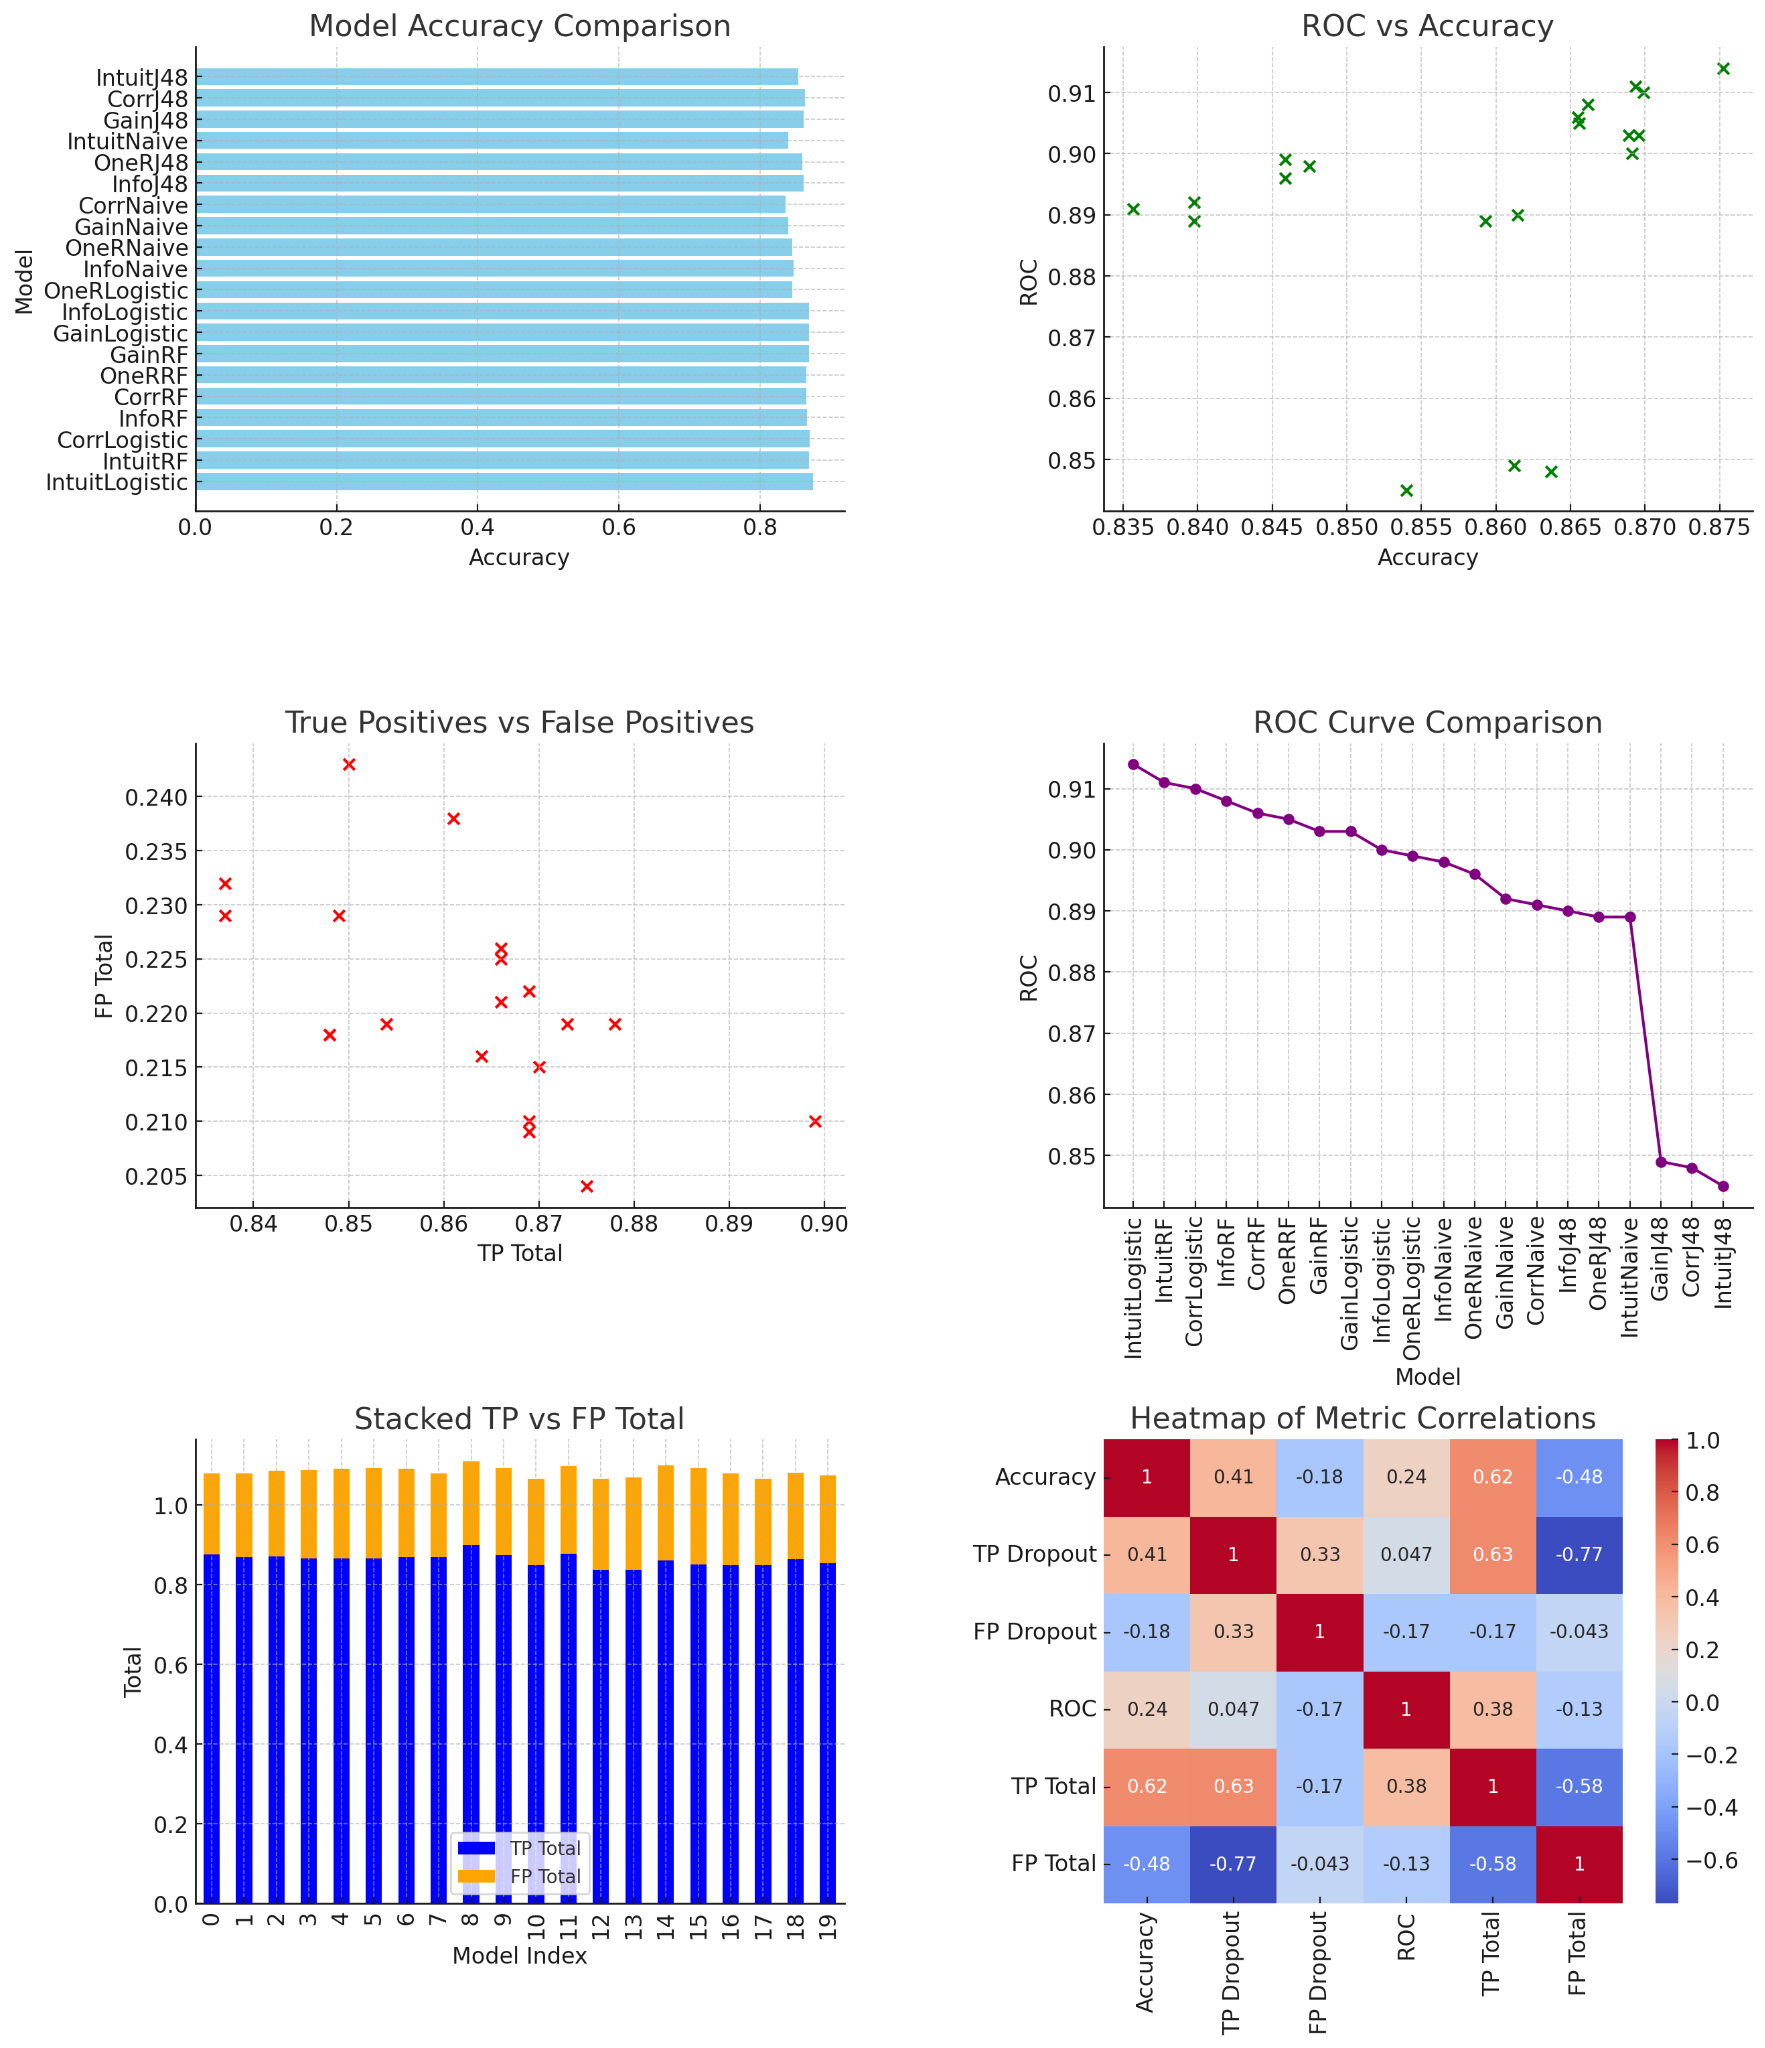 Model Accuracy Comparison
Model
IntuitJ48
CorrJ48
GainJ48
IntuitNaive
OneRJ48
InfoJ48
CorrNaive
GainNaive
OneRNaive
InfoNaive
OneRLogistic
InfoLogistic
GainLogistic
GainRF
OneRRF
CorrRF
InfoRF
CorrLogistic
IntuitRF
IntuitLogistic
0.0 0.2 0.4 0.6 0.8
Accuracy
ROC vs Accuracy
ROC
0.91
0.90
0.89
0.88
0.87
0.86
0.85
0.835 0.840 0.845 0.850 0.855 0.860 0.865 0.870 0.875
Accuracy
True Positives vs False Positives
FP Total
0.240
0.235
0.230
0.225
0.220
0.215
0.210
0.205
0.84 0.85 0.86 0.87 0.88 0.89 0.90
TP Total
ROC Curve Comparison
ROC
0.91
0.90
0.89
0.88
0.87
0.86
0.85
IntuitLogistic
IntuitRF
CorrLogistic
InfoRF
CorrRF
OneRRF
GainRF
GainLogistic
InfoLogistic
OneRLogistic
InfoNaive
OneRNaive
GainNaive
CorrNaive
InfoJ48
OneRJ48
IntuitNaive
GainJ48
CorrJ48
IntuitJ48
Model
Stacked TP vs FP Total
Total
1.0
0.8
0.6
0.4
0.2
0.0
TP Total
FP Total
0 1 2 3 4 5 6 7 8 9 10 11 12 13 14 15 16 17 18 19
Model Index
Heatmap of Metric Correlations
Accuracy 1 0.41 -0.18 0.24 0.62 -0.48
TP Dropout 0.41 1 0.33 0.047 0.63 -0.77
FP Dropout -0.18 0.33 1 -0.17 -0.17 -0.043
ROC 0.24 0.047 -0.17 1 0.38 -0.13
TP Total 0.62 0.63 -0.17 0.38 1 -0.58
FP Total -0.48 -0.77 -0.043 -0.13 -0.58 1
Accuracy
TP Dropout
FP Dropout
ROC
TP Total
FP Total
1.0
0.8
0.6
0.4
0.2
0.0
−0.2
−0.4
−0.6